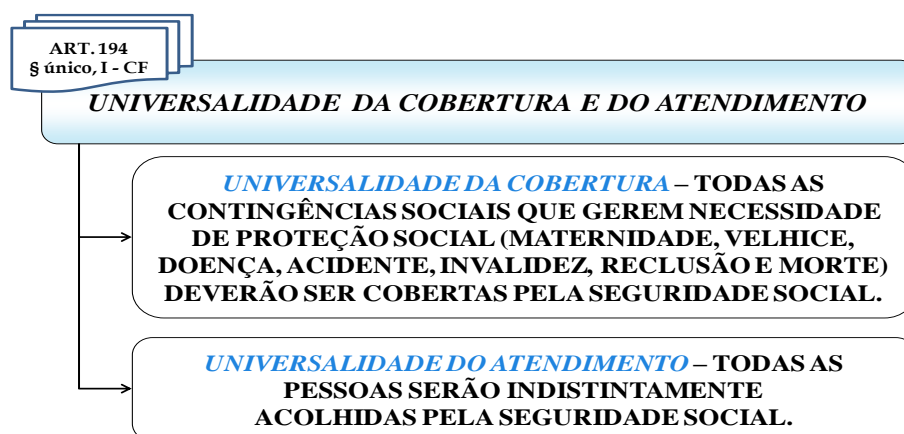 ART. 194
§ único, I - CF
UNIVERSALIDADE DA COBERTURA E DO ATENDIMENTO
UNIVERSALIDADE DA COBERTURA – TODAS AS
CONTINGÊNCIAS SOCIAIS QUE GEREM NECESSIDADE
DE PROTEÇÃO SOCIAL (MATERNIDADE, VELHICE,
DOENÇA, ACIDENTE, INVALIDEZ, RECLUSÃO E MORTE)
DEVERÃO SER COBERTAS PELA SEGURIDADE SOCIAL.
UNIVERSALIDADE DO ATENDIMENTO – TODAS AS
PESSOAS SERÃO INDISTINTAMENTE
ACOLHIDAS PELA SEGURIDADE SOCIAL.